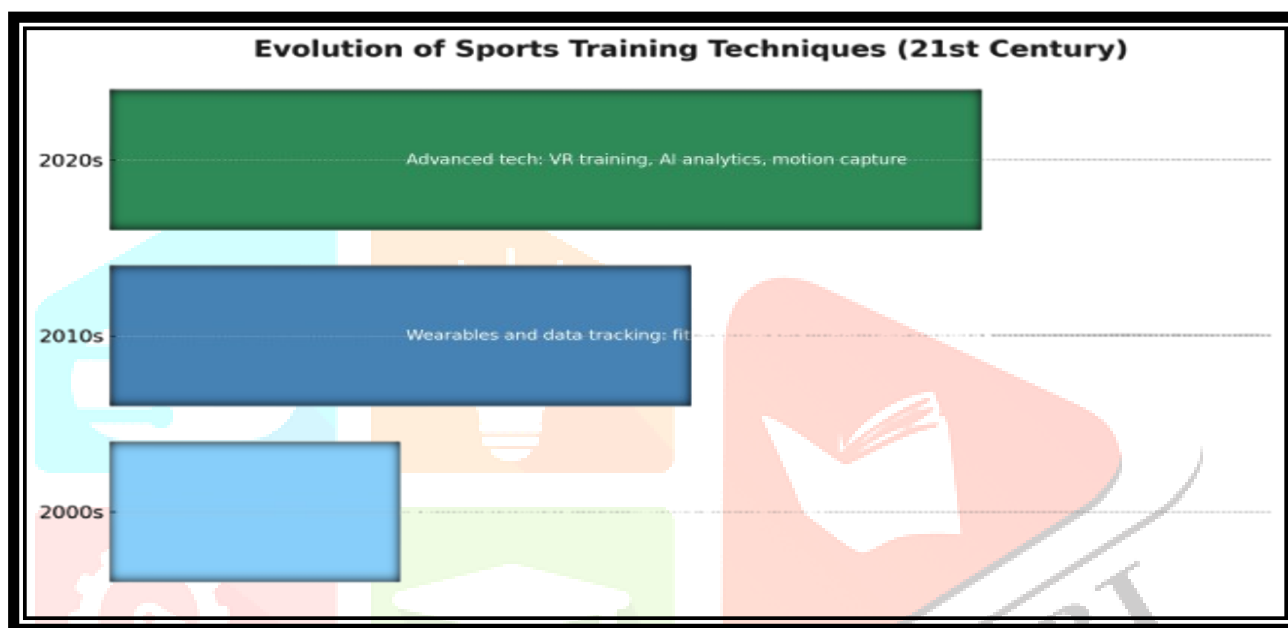 Evolution of Sports Training Techniques (21st Century)
2020s
Advanced tech: VR training, AI analytics, motion capture
2010s
Wearables and data tracking: fit
2000s